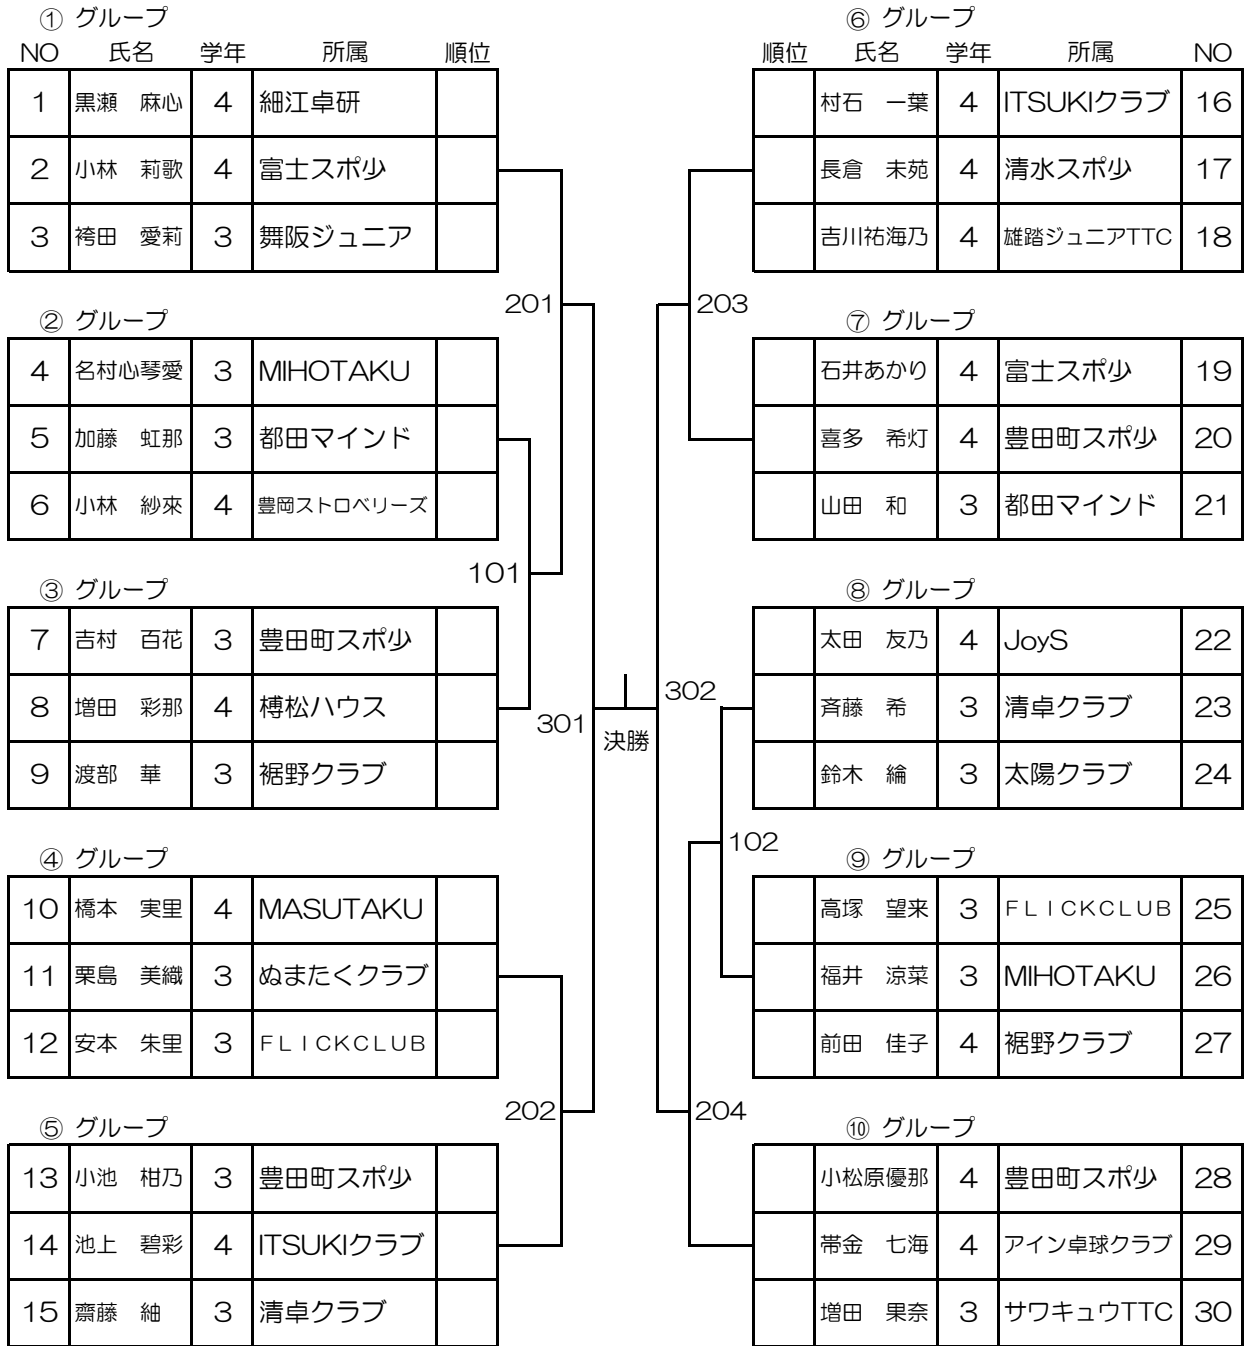 ① グループ
NO 氏名 学年 所属 順位
1 黒瀬 麻心 4 細江卓研
2 小林 莉歌 4 富士スポ少
3 袴田 愛莉 3 舞阪ジュニア
201
② グループ
4 名村心琴愛 3 MIHOTAKU
5 加藤 虹那 3 都田マインド
6 小林 紗來 4 豊岡ストロベリーズ
101
③ グループ
7 吉村 百花 3 豊田町スポ少
8 増田 彩那 4 榑松ハウス
9 渡部 華 3 裾野クラブ
301
決勝
④ グループ
10 橋本 実里 4 MASUTAKU
11 栗島 美織 3 ぬまたくクラブ
12 安本 朱里 3 FLICKCLUB
202
⑤ グループ
13 小池 柑乃 3 豊田町スポ少
14 池上 碧彩 4 ITSUKIクラブ
15 齋藤 紬 3 清卓クラブ
⑥ グループ
順位 氏名 学年 所属 NO
村石 一葉 4 ITSUKIクラブ 16
長倉 未苑 4 清水スポ少 17
吉川祐海乃 4 雄踏ジュニアTTC 18
203
⑦ グループ
石井あかり 4 富士スポ少 19
喜多 希灯 4 豊田町スポ少 20
山田 和 3 都田マインド 21
⑧ グループ
太田 友乃 4 JoyS 22
302
斉藤 希 3 清卓クラブ 23
鈴木 綸 3 太陽クラブ 24
102
⑨ グループ
高塚 望来 3 FLICKCLUB 25
福井 涼菜 3 MIHOTAKU 26
前田 佳子 4 裾野クラブ 27
204
⑩ グループ
小松原優那 4 豊田町スポ少 28
帯金 七海 4 アイン卓球クラブ 29
増田 果奈 3 サワキュウTTC 30